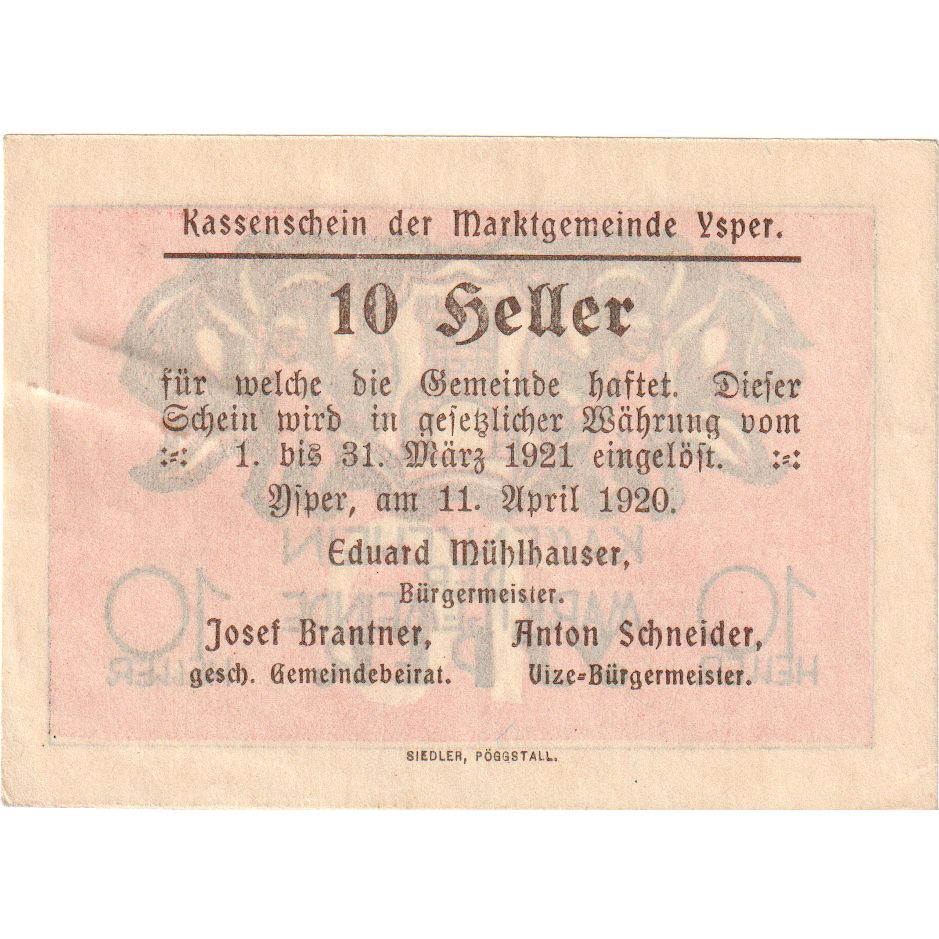 Kassenschein der Marktgemeinde Ysper.
10 Heller
für welche die Gemeinde haftet. Dieser
Schein wird in gesetzlicher Währung vom
:-: 1. bis 31. März 1921 eingelöst. :-:
Ysper, am 11. April 1920.
Eduard Mühlhauser,
Bürgermeister.
Josef Brantner, Anton Schneider,
gesch. Gemeindebeirat. Vize=Bürgermeister.
SIEDLER, PÖGGSTALL.